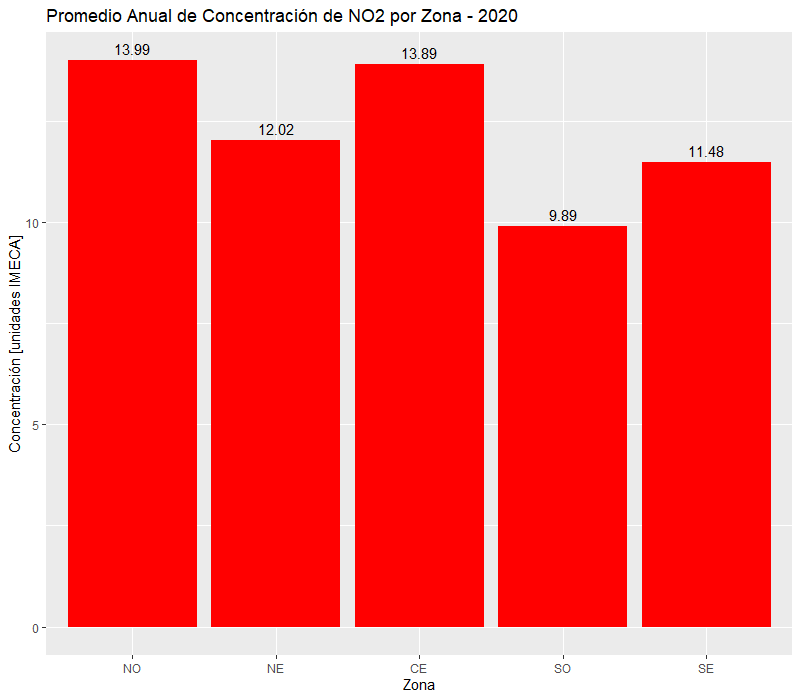 Promedio Anual de Concentración de NO2 por Zona - 2020
13.99
12.02
13.89
9.89
11.48
10
5
0
Concentración [unidades IMECA]
NO
NE
CE
SO
SE
Zona